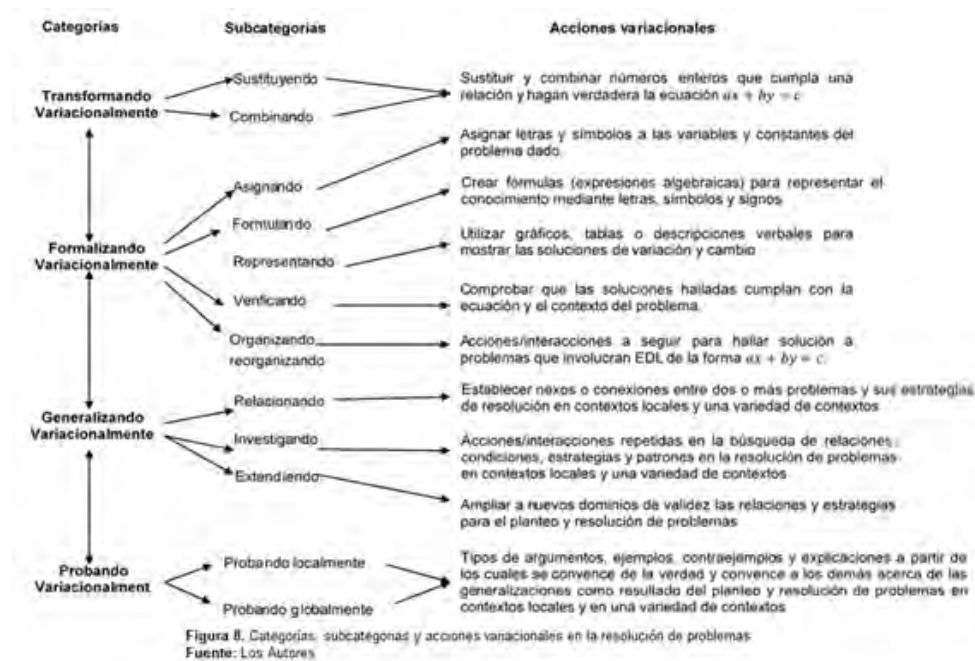 Categorías Subcategorías Acciones variacionales
Transformando
Variacionalmente
Sustituyendo
Combinando
Sustituir y combinar números enteros que cumpla una
relación y hagan verdadera la ecuación ax + by = c
Asignar letras y símbolos a las variables y constantes del
problema dado.
Formalizando
Variacionalmente
Asignando
Formulando
Representando
Verificando
Organizando
reorganizando
Crear fórmulas (expresiones algebraicas) para representar el
conocimiento mediante letras, símbolos y signos
Utilizar gráficos, tablas o descripciones verbales para
mostrar las soluciones de variación y cambio
Comprobar que las soluciones halladas cumplan con la
ecuación y el contexto del problema.
Acciones/interacciones a seguir para hallar solución a
problemas que involucran EDL de la forma ax + by = c.
Generalizando
Variacionalmente
Relacionando
Investigando
Extendiendo
Establecer nexos o conexiones entre dos o más problemas y sus estrategias
de resolución en contextos locales y una variedad de contextos
Acciones/interacciones repetidas en la búsqueda de relaciones,
condiciones, estrategias y patrones en la resolución de problemas
en contextos locales y una variedad de contextos
Ampliar a nuevos dominios de validez las relaciones y estrategias
para el planteo y resolución de problemas
Probando
Variacionalment
Probando localmente
Probando globalmente
Tipos de argumentos, ejemplos, contraejemplos y explicaciones a partir de
los cuales se convence de la verdad y convence a los demás acerca de las
generalizaciones como resultado del planteo y resolución de problemas en
contextos locales y en una variedad de contextos
Figura 8. Categorías, subcategorías y acciones variacionales en la resolución de problemas
Fuente: Los Autores